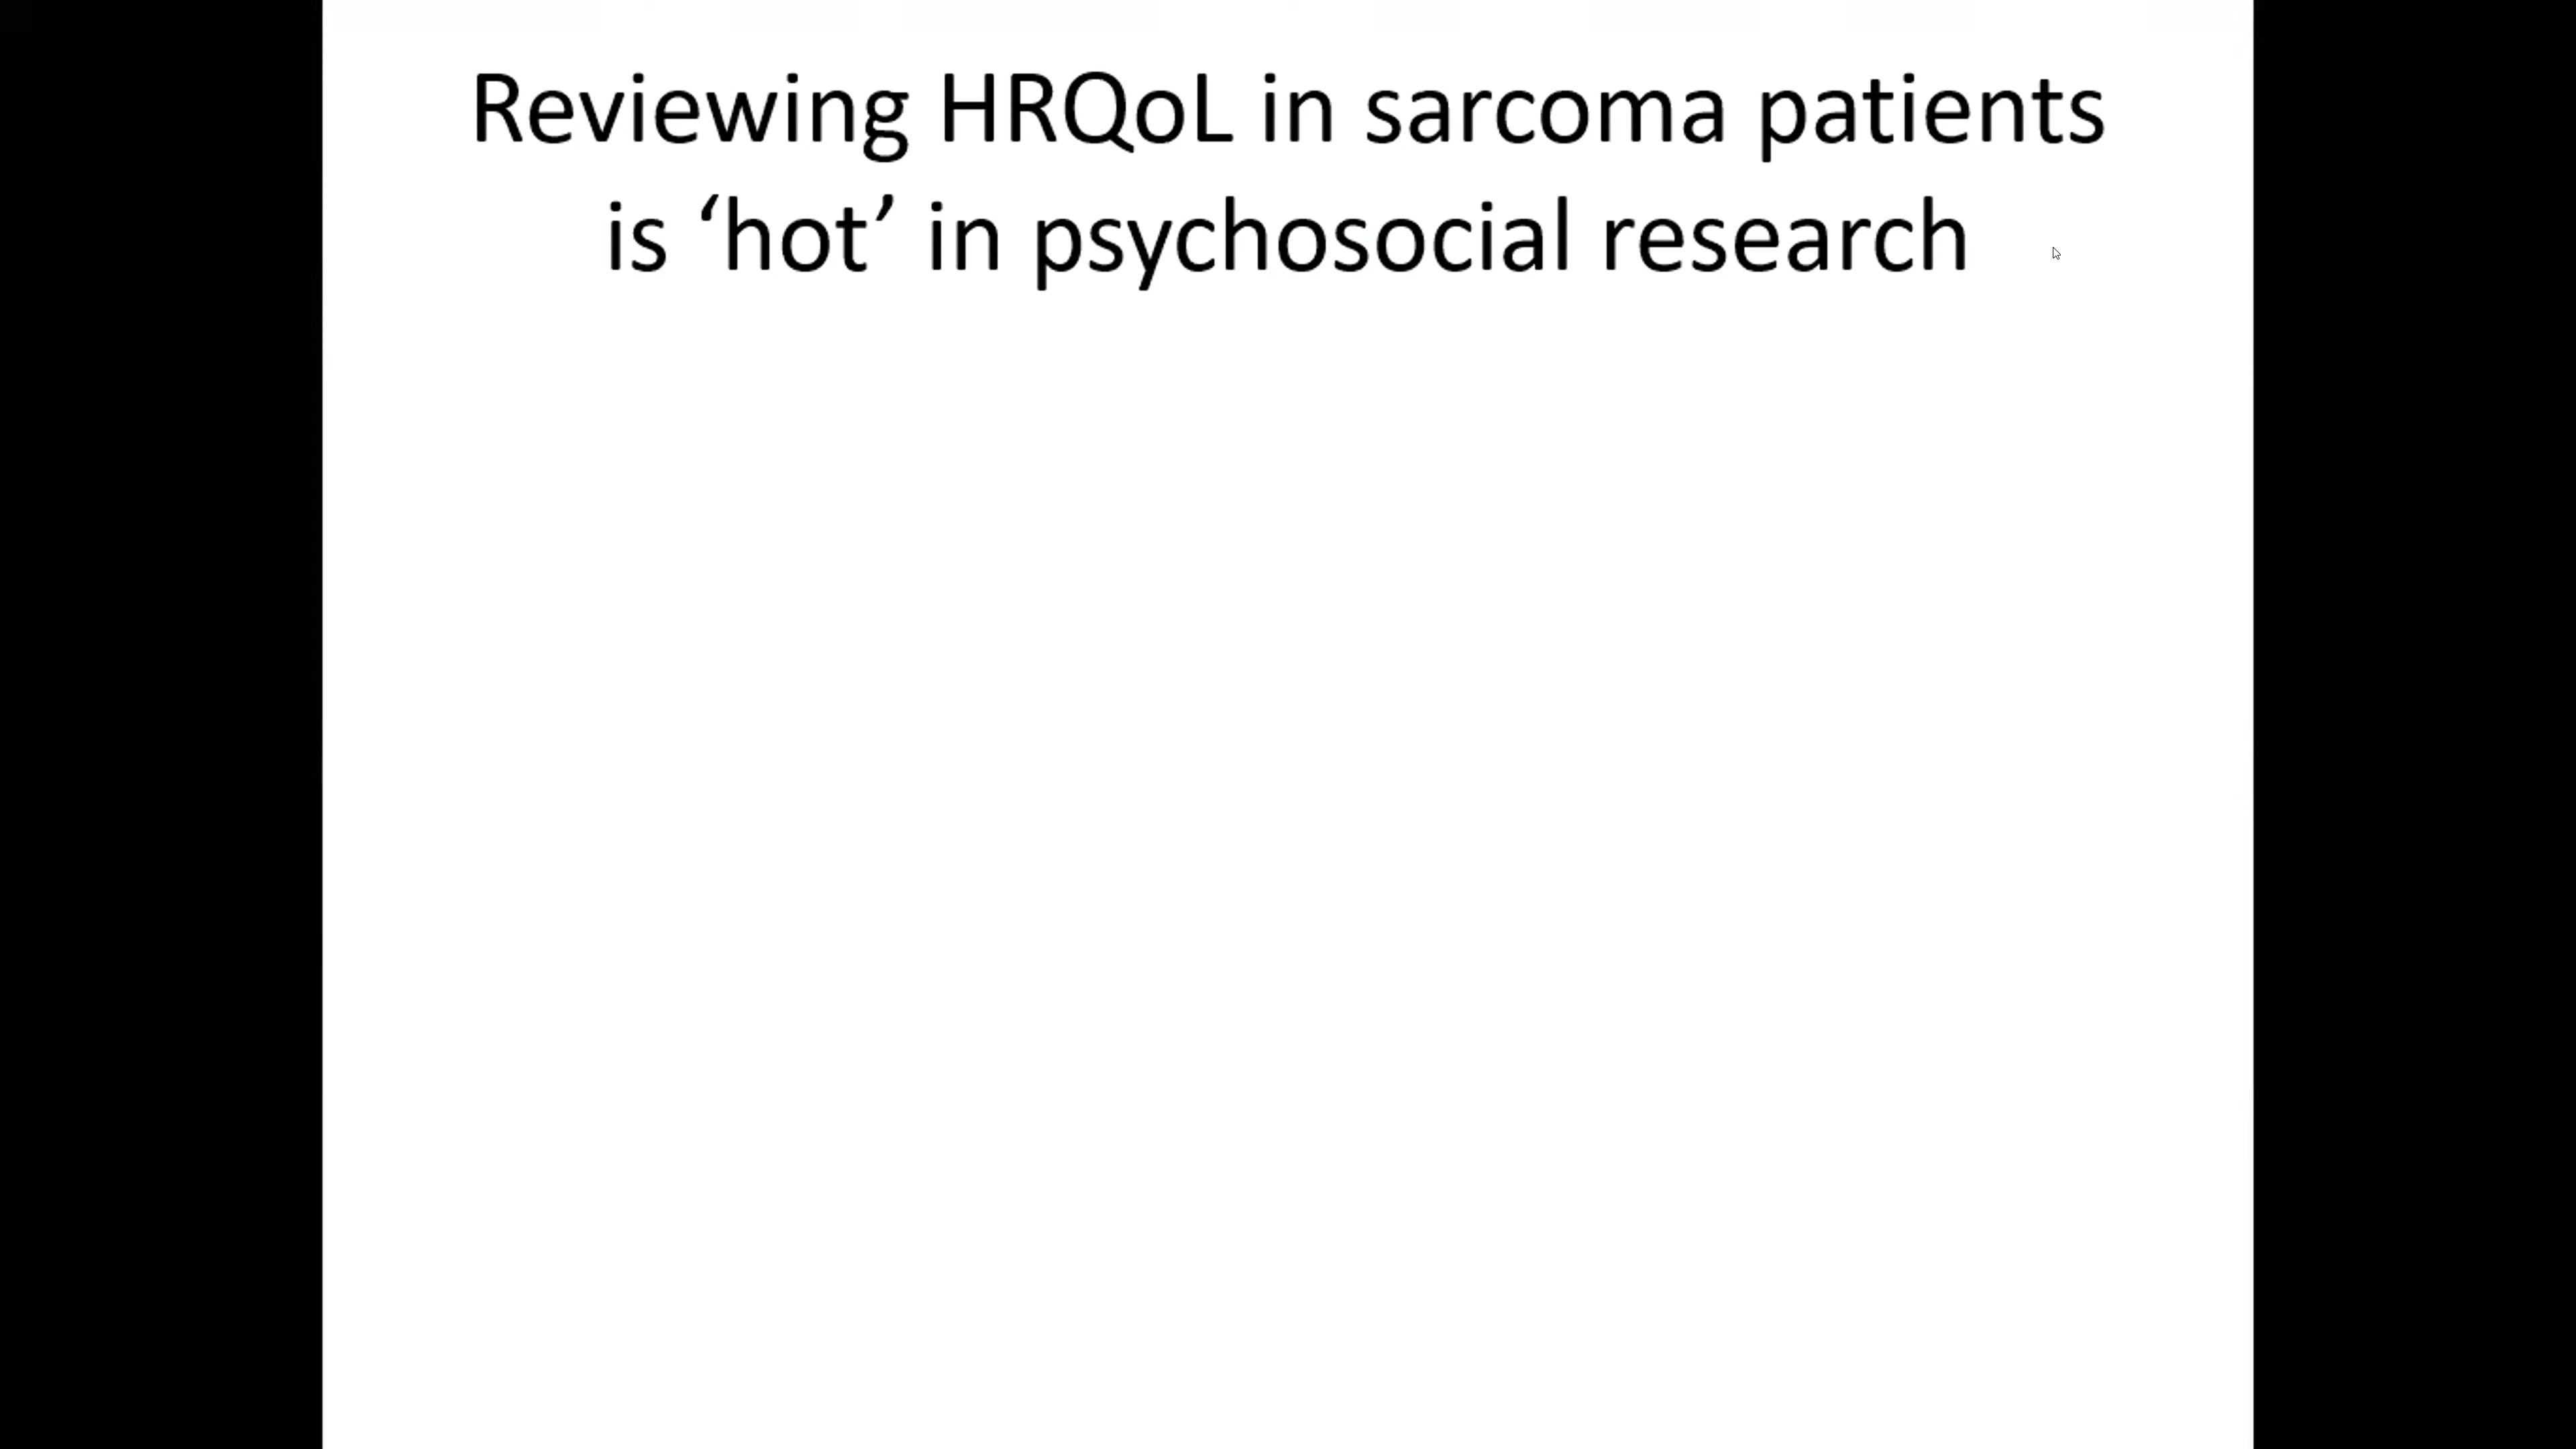 Reviewing HRQoL in sarcoma patients
is ‘hot’ in psychosocial research